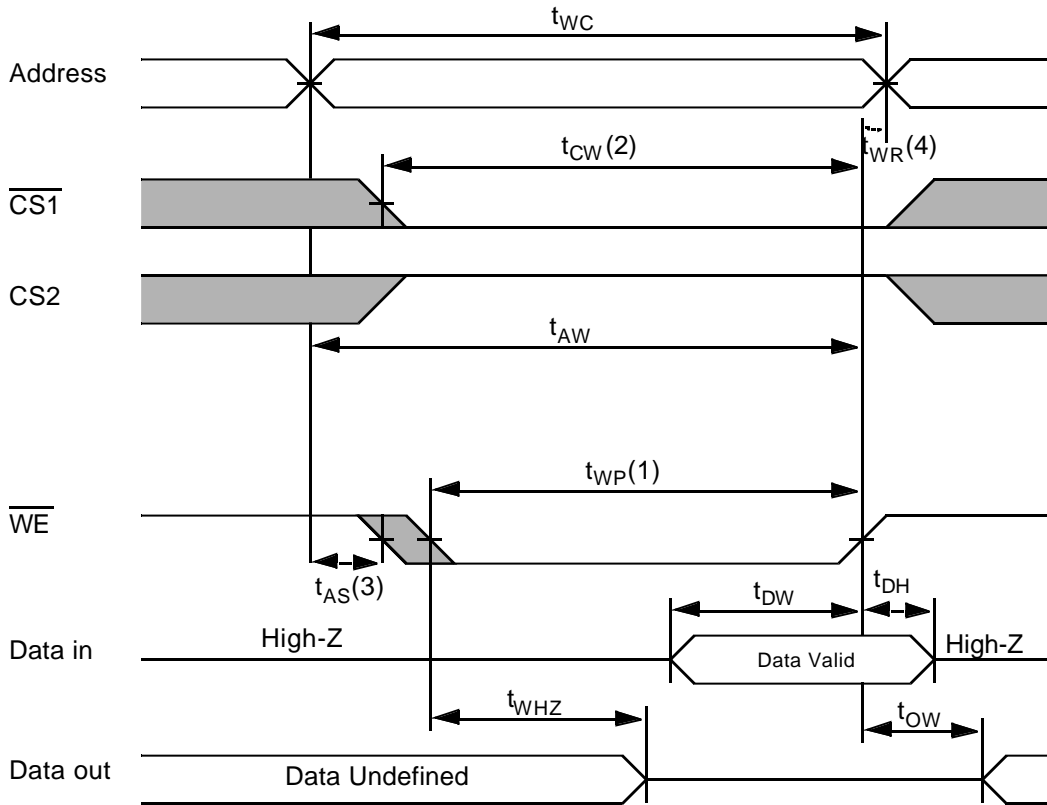 tWC
Address
tCW(2)
tWR(4)
CS1
CS2
tAW
tWP(1)
WE
tAS(3)
tDW
tDH
Data in
High-Z
Data Valid
High-Z
tWHZ
tOW
Data out
Data Undefined